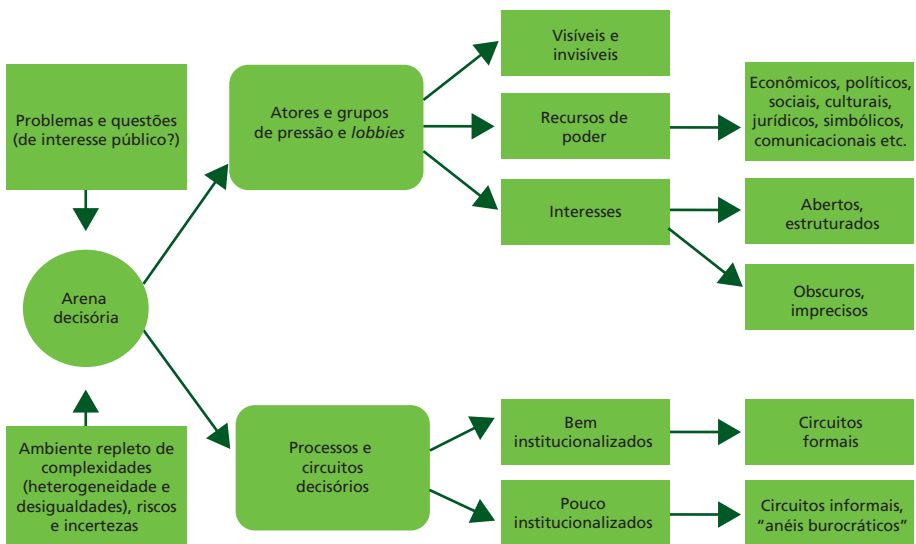 Problemas e questões
(de interesse público?)
Arena
decisória
Ambiente repleto de
complexidades
(heterogeneidade e
desigualdades), riscos
e incertezas
Atores e grupos
de pressão e lobbies
Visíveis e
invisíveis
Recursos de
poder
Econômicos, políticos,
sociais, culturais,
jurídicos, simbólicos,
comunicacionais etc.
Interesses
Abertos,
estruturados
Obscuros,
imprecisos
Processos e
circuitos
decisórios
Bem
institucionalizados
Circuitos
formais
Pouco
institucionalizados
Circuitos informais,
“anéis burocráticos”